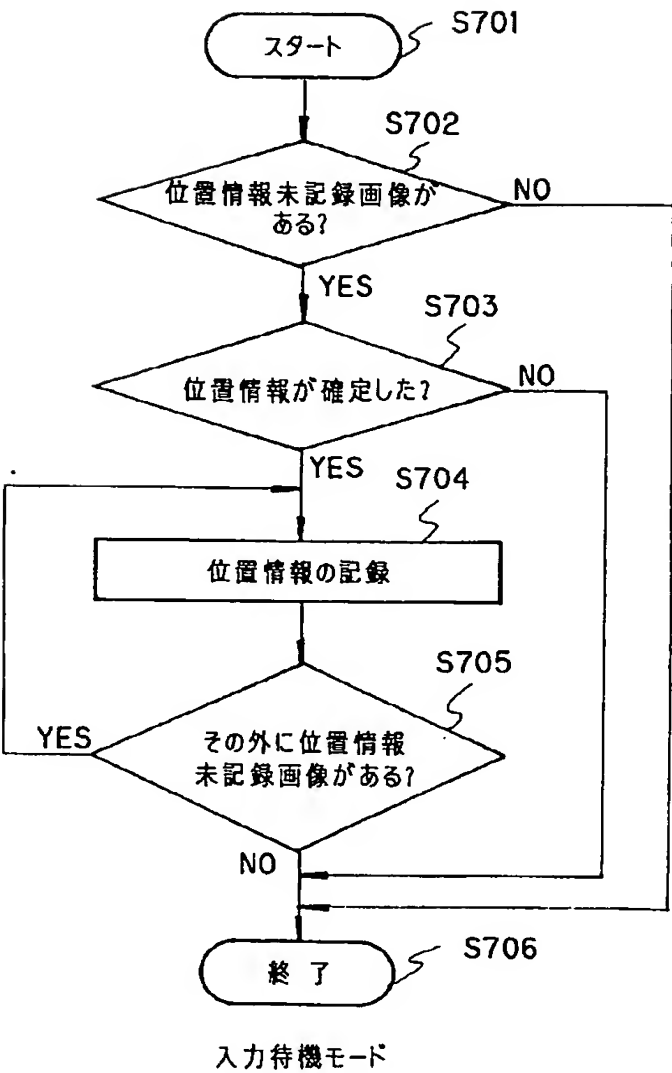 スタート
S701
S702
位置情報未記録画像が
ある?
NO
YES
S703
位置情報が確定した?
NO
YES
S704
位置情報の記録
S705
YES
その外に位置情報
未記録画像がある?
NO
S706
終了
入力待機モード